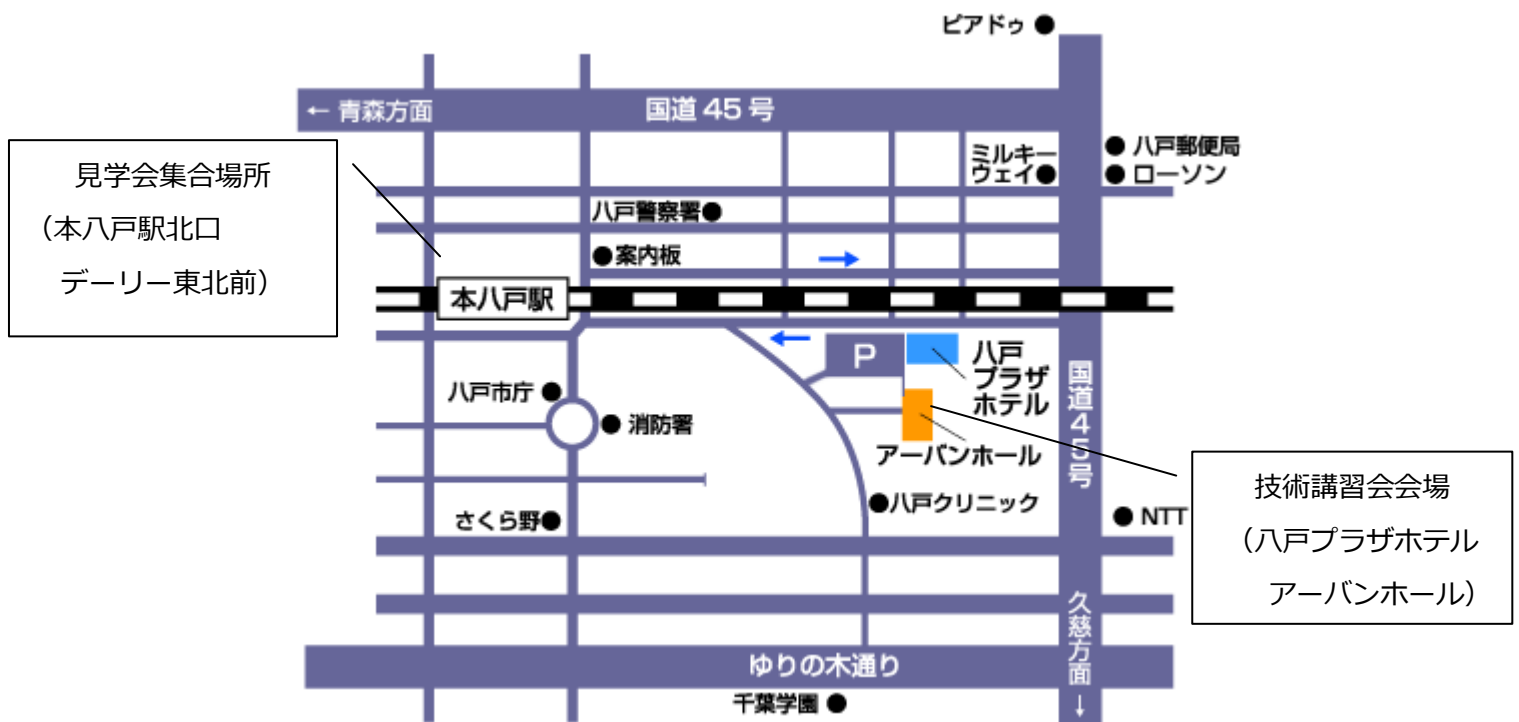 ピアドゥ
← 青森方面
国道 45 号
見学会集合場所
(本八戸駅北口
デーリー東北前)
ミルキー
ウェイ
八戸郵便局
ローソン
八戸警察署
案内板
→
本八戸駅
←
P
八戸
プラザ
ホテル
国道45号
八戸市庁
消防署
アーバンホール
八戸クリニック
さくら野
NTT
技術講習会会場
(八戸プラザホテル
アーバンホール)
久慈方面
↓
ゆりの木通り
千葉学園